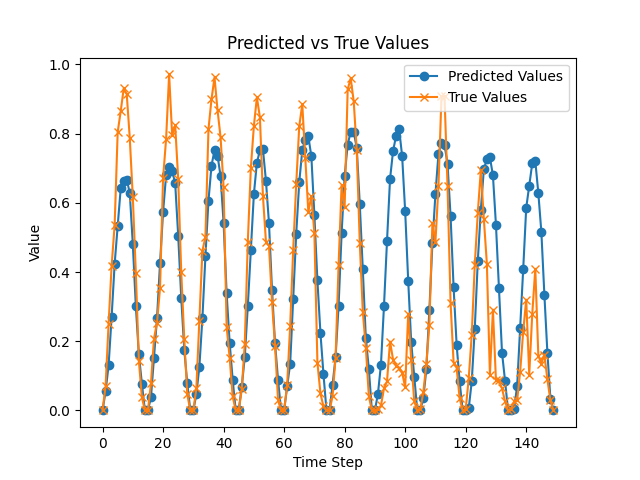 Predicted vs True Values
Predicted Values
True Values
Value
1.0
0.8
0.6
0.4
0.2
0.0
0 20 40 60 80 100 120 140
Time Step